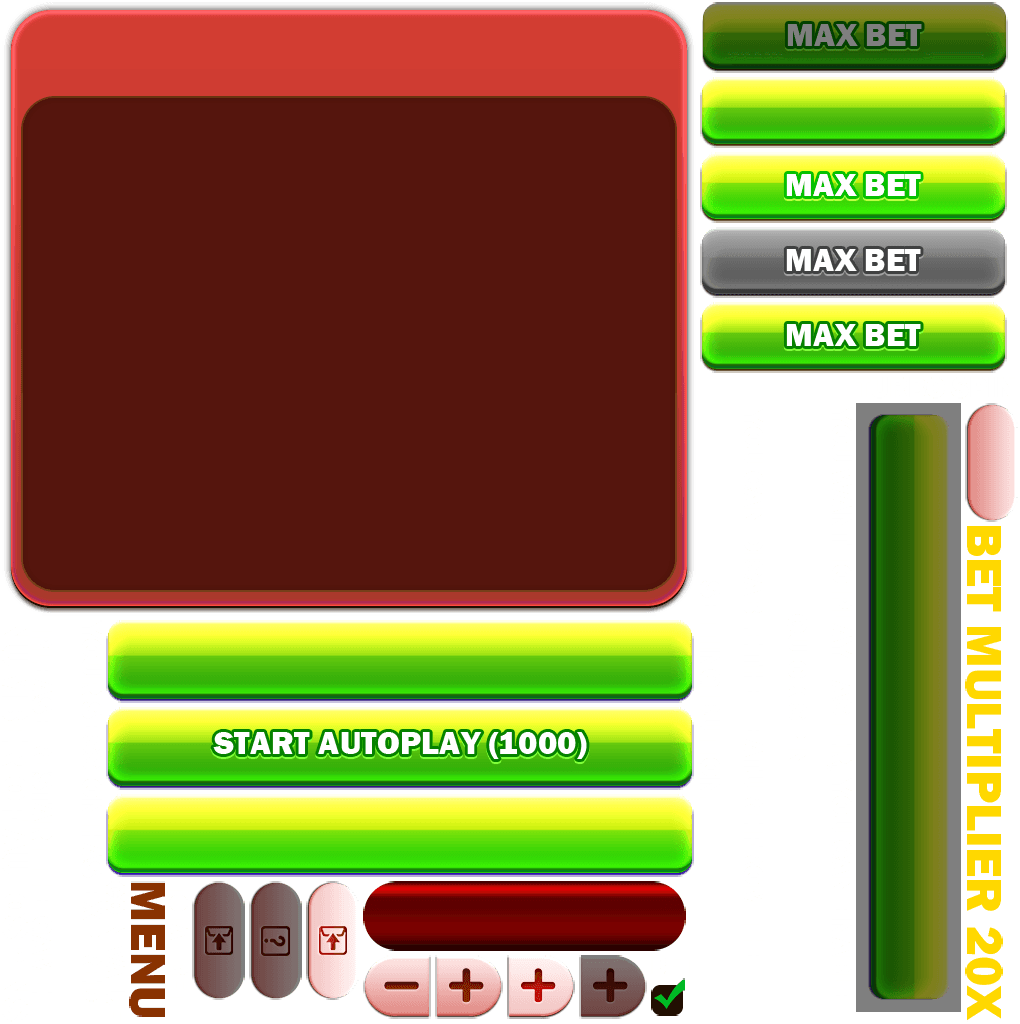 MAX BET
MAX BET
MAX BET
MAX BET
BET MULTIPLIER 20X
START AUTOPLAY (1000)
MENU
?